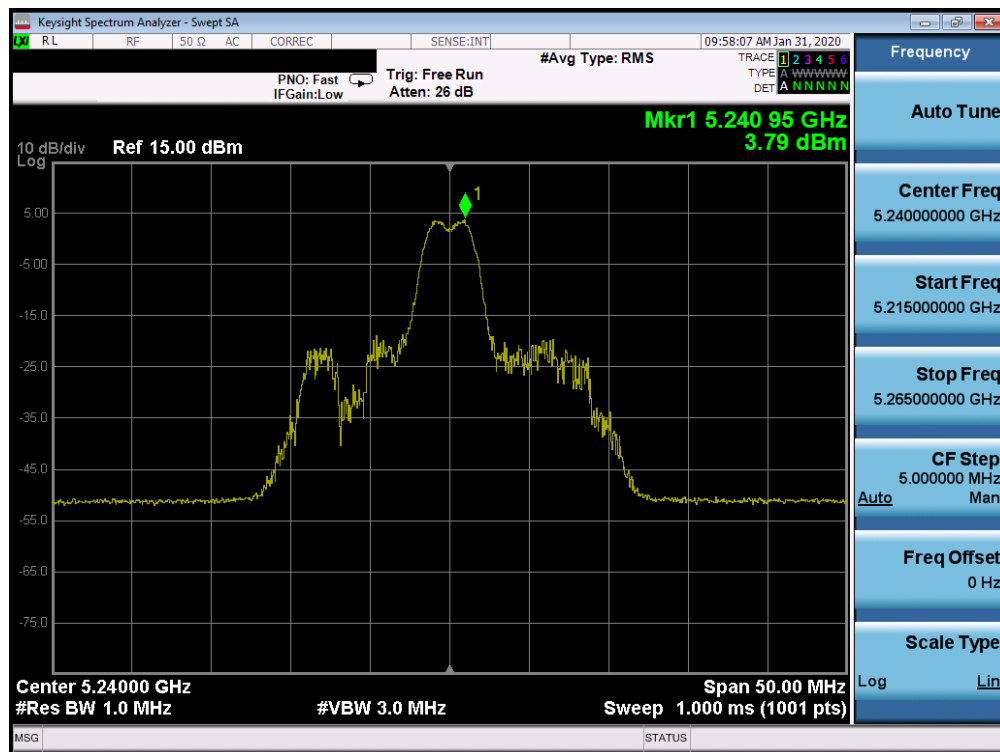 Keysight Spectrum Analyzer - Swept SA
LXI RL RF 50 Ω AC CORREC SENSE:INT 09:58:07 AM Jan 31, 2020
#Avg Type: RMS
TRACE 1 2 3 4 5 6
PNO: Fast Trig: Free Run
TYPE A WWWWW
IFGain:Low Atten: 26 dB
DET A N N N N N
Mkr1 5.240 95 GHz
3.79 dBm
10 dB/div Ref 15.00 dBm
Log
1
5.00
-5.00
-15.0
-25.0
-35.0
-45.0
-55.0
-65.0
-75.0
Center 5.24000 GHz Span 50.00 MHz
#Res BW 1.0 MHz #VBW 3.0 MHz Sweep 1.000 ms (1001 pts)
MSG STATUS
Frequency
Auto Tune
Center Freq
5.240000000 GHz
Start Freq
5.215000000 GHz
Stop Freq
5.265000000 GHz
CF Step
5.000000 MHz
Auto Man
Freq Offset
0 Hz
Scale Type
Log Lin